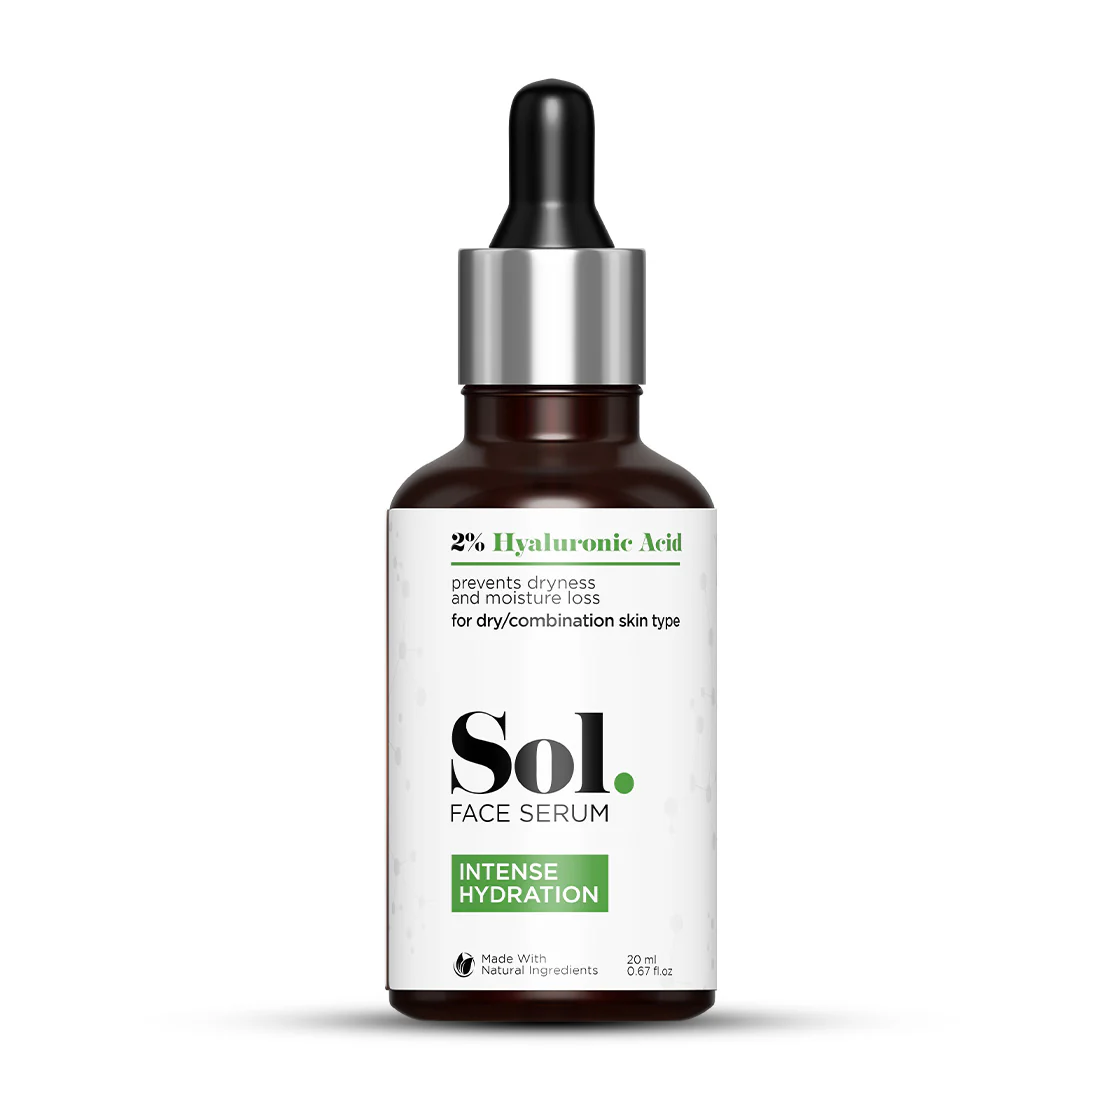 2% Hyaluronic Acid
prevents dryness
and moisture loss
for dry/combination skin type
Sol.
FACE SERUM
INTENSE
HYDRATION
Made With
Natural Ingredients
20 ml
0.67 fl.oz